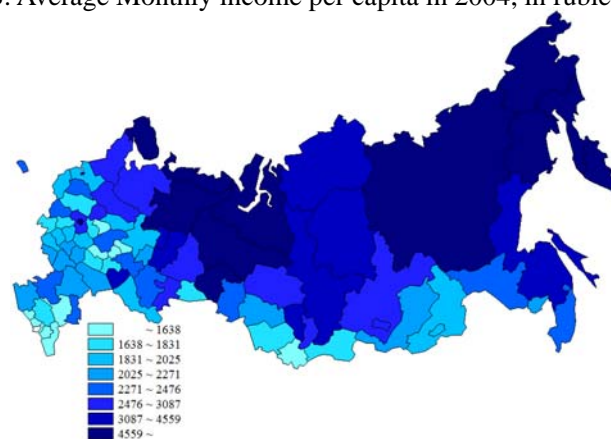 . Average Monthly income per capita in 2004, in ruble
~ 1638
1638 ~ 1831
1831 ~ 2025
2025 ~ 2271
2271 ~ 2476
2476 ~ 3087
3087 ~ 4559
4559 ~